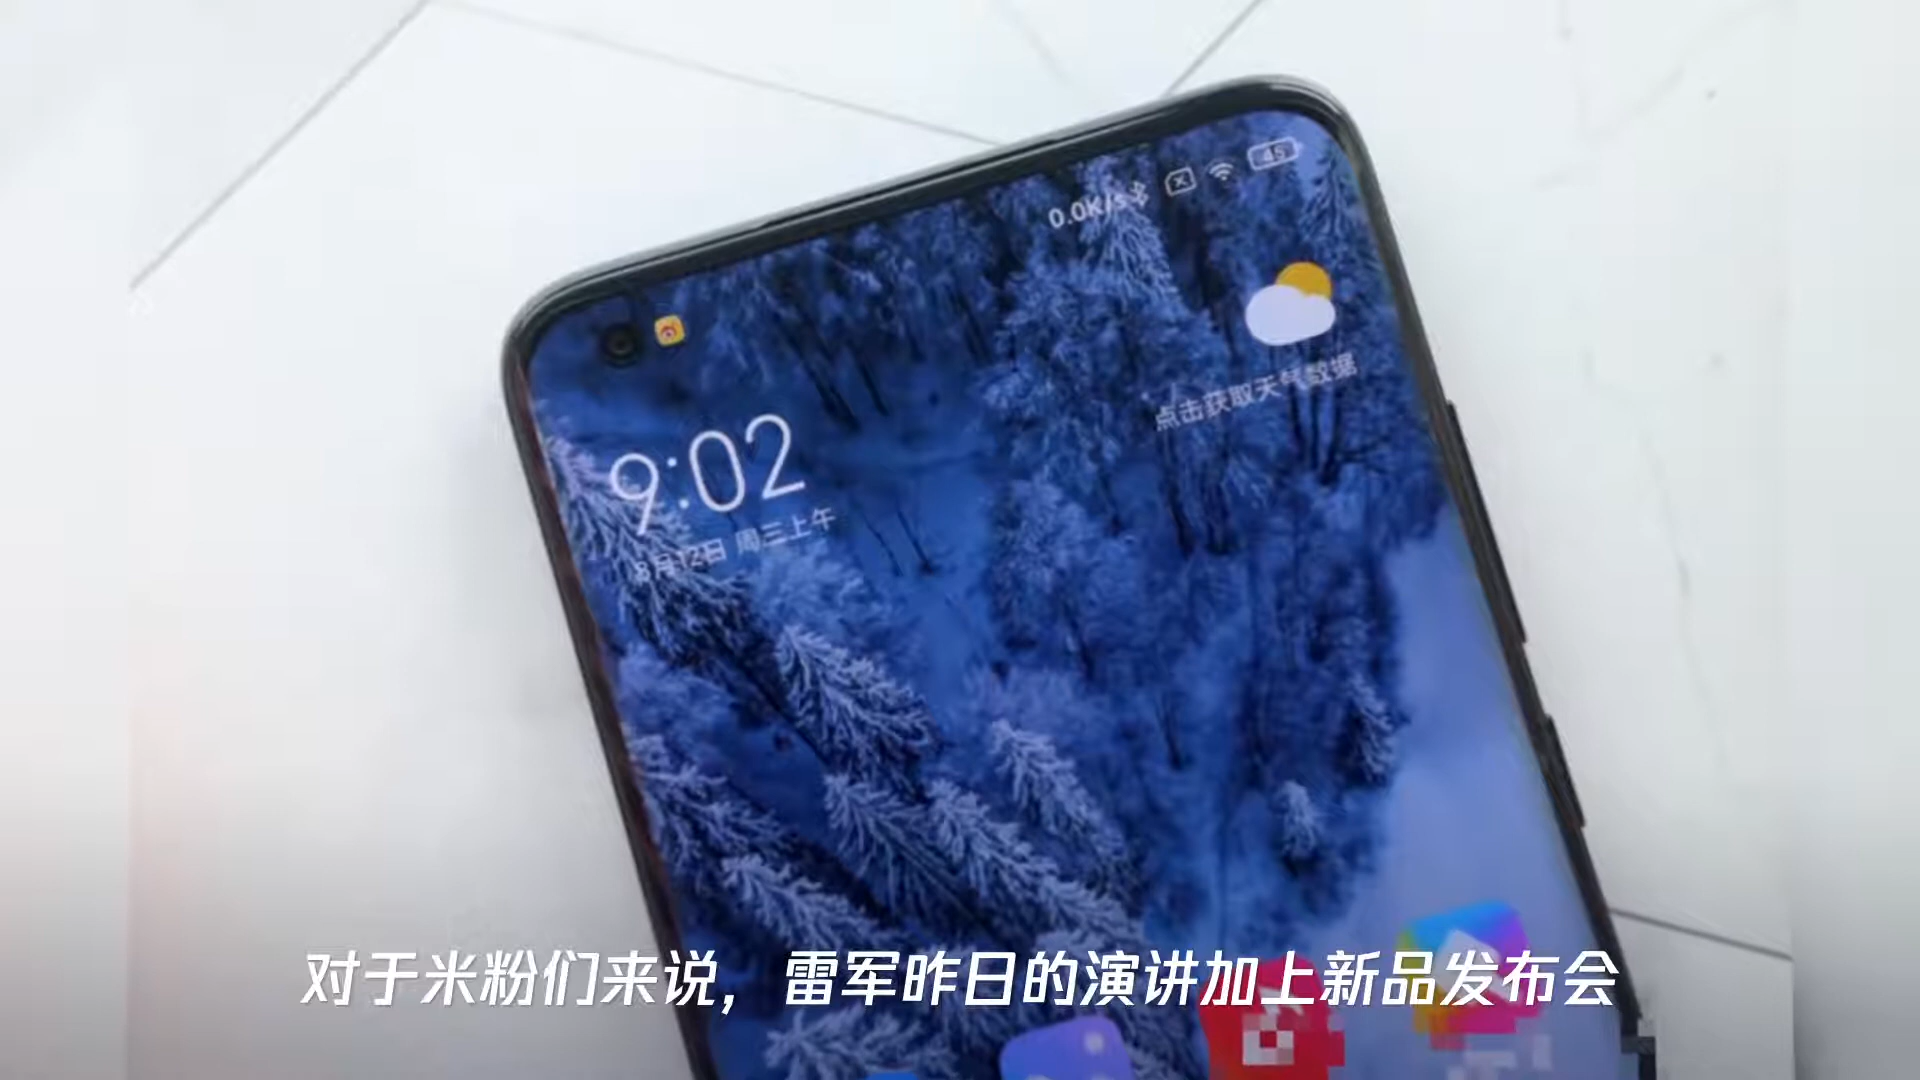 0.0K/s
45
点击获取天气数据
9:02
8月12日 周三上午
对于米粉们来说，雷军昨日的演讲加上新品发布会